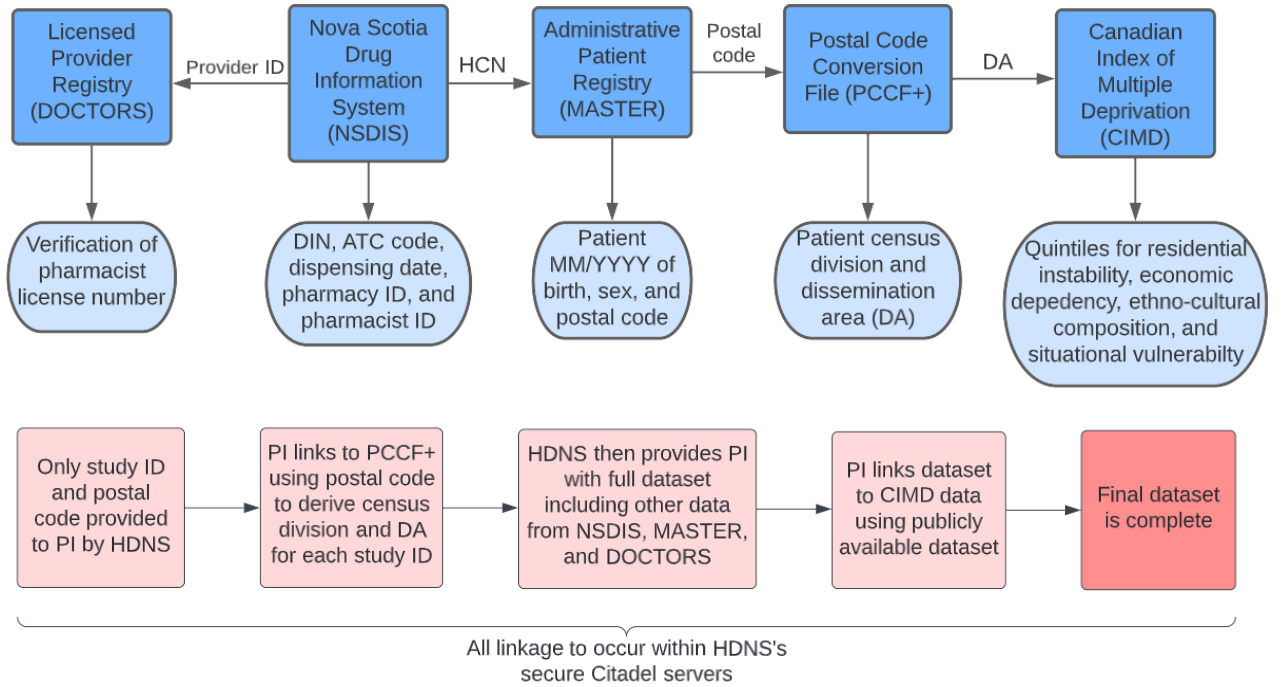 Licensed
Provider
Registry
(DOCTORS)
Provider ID
Nova Scotia
Drug
Information
System
(NSDIS)
HCN
Administrative
Patient
Registry
(MASTER)
Postal
code
Postal Code
Conversion
File (PCCF+)
DA
Canadian
Index of
Multiple
Deprivation
(CIMD)
Verification of
pharmacist
license number
DIN, ATC code,
dispensing date,
pharmacy ID, and
pharmacist ID
Patient
MM/YYYY of
birth, sex, and
postal code
Patient census
division and
dissemination
area (DA)
Quintiles for residential
instability, economic
depedency, ethno-cultural
composition, and
situational vulnerabilty
Only study ID
and postal
code provided
to PI by HDNS
PI links to PCCF+
using postal code
to derive census
division and DA
for each study ID
HDNS then provides PI
with full dataset
including other data
from NSDIS, MASTER,
and DOCTORS
PI links dataset
to CIMD data
using publicly
available dataset
Final dataset
is complete
All linkage to occur within HDNS's
secure Citadel servers